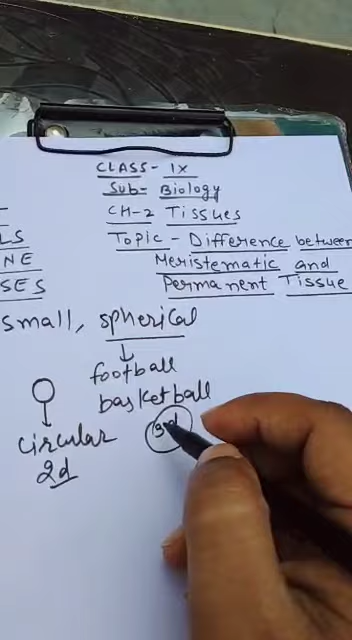 CLASS- IX
Sub- Biology
CH-2 Tissues
Topic - Difference between
Meristematic and
Permanent Tissue
small, spherical
football
basketball
circular
2d
3d